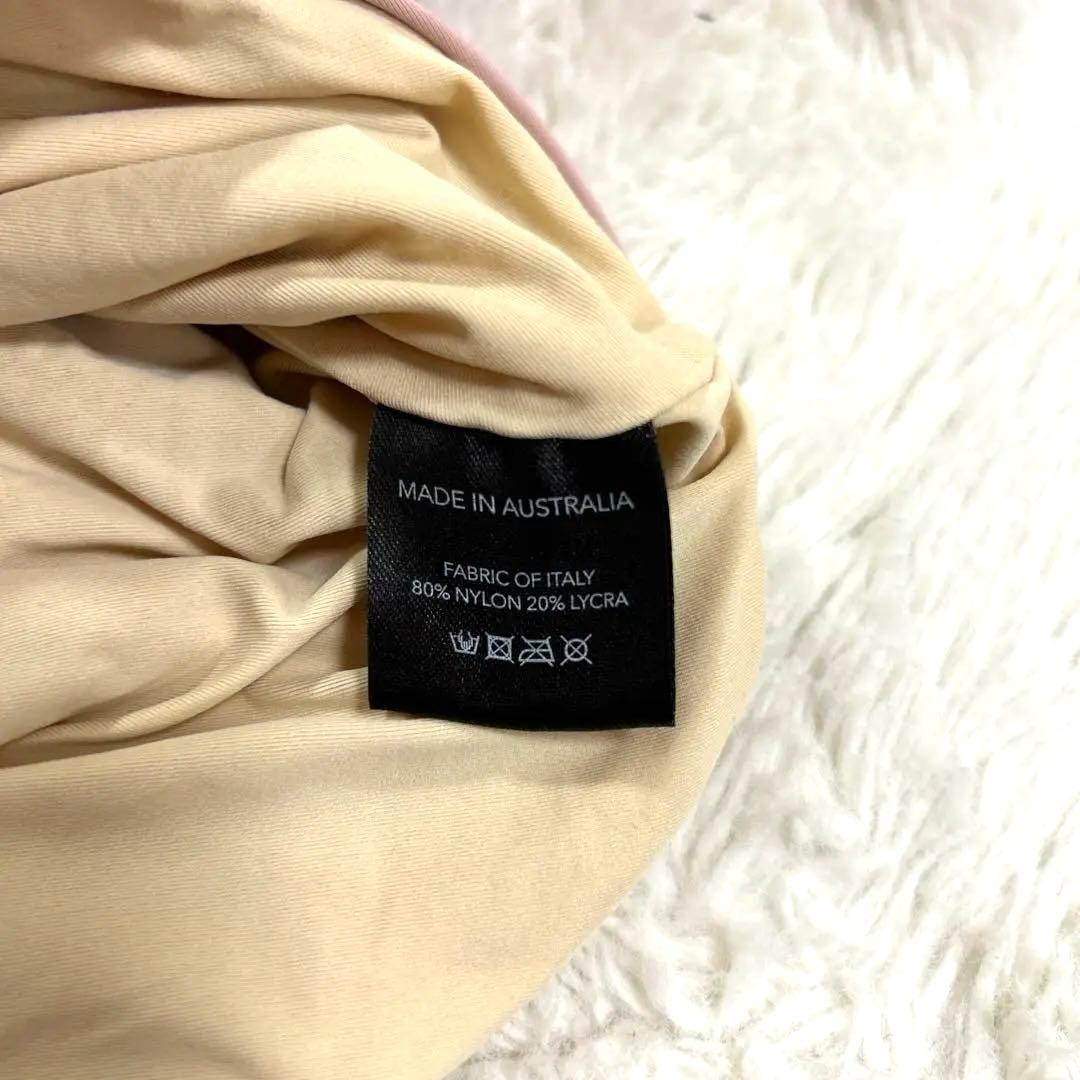 MADE IN AUSTRALIA
FABRIC OF ITALY
80% NYLON 20% LYCRA